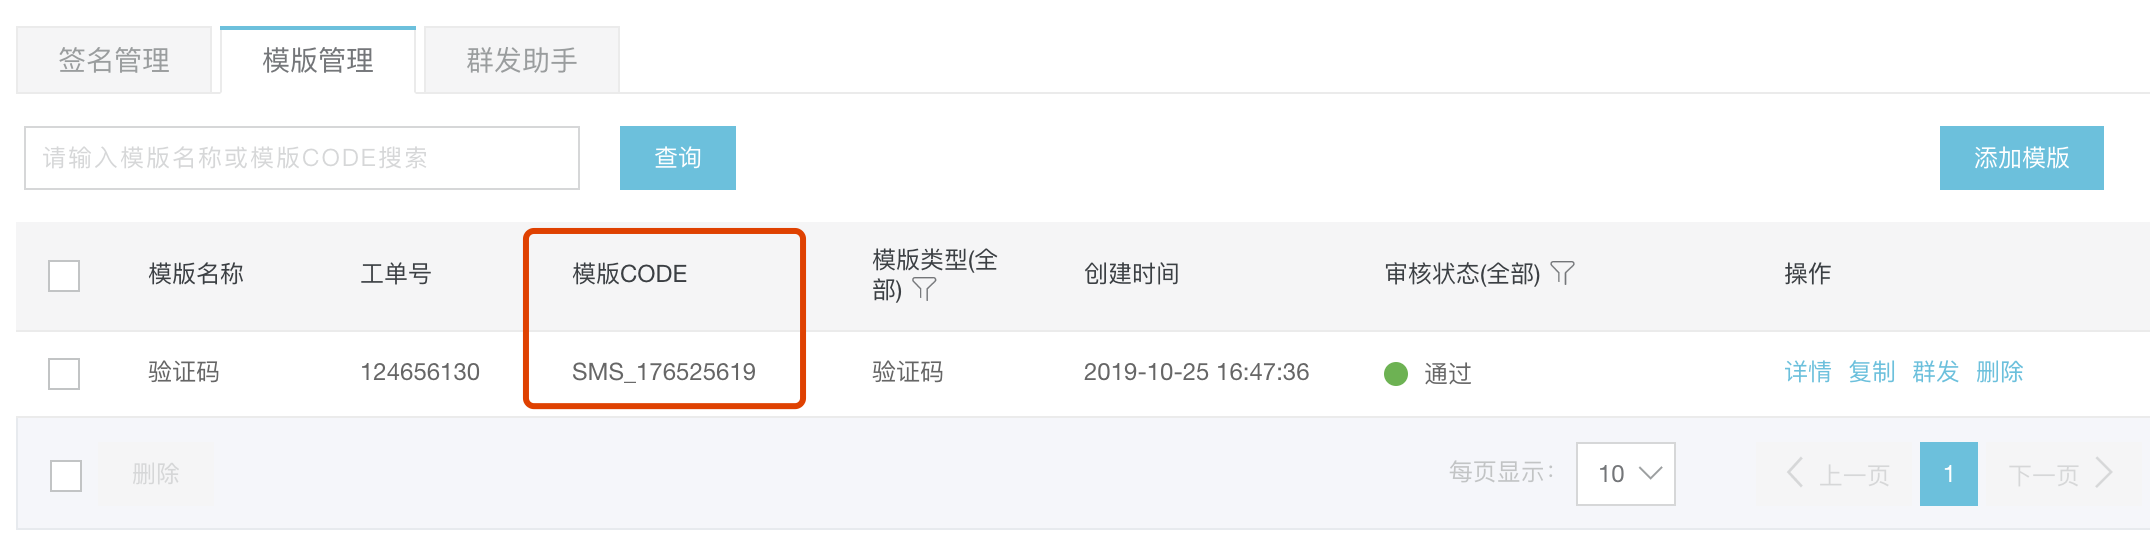 签名管理 模版管理 群发助手
请输入模版名称或模版CODE搜索 查询 添加模版
模版名称 工单号 模版CODE 模版类型(全部) 创建时间 审核状态(全部) 操作
验证码 124656130 SMS_176525619 验证码 2019-10-25 16:47:36 通过 详情 复制 群发 删除
删除 每页显示： 10 上一页 1 下一页